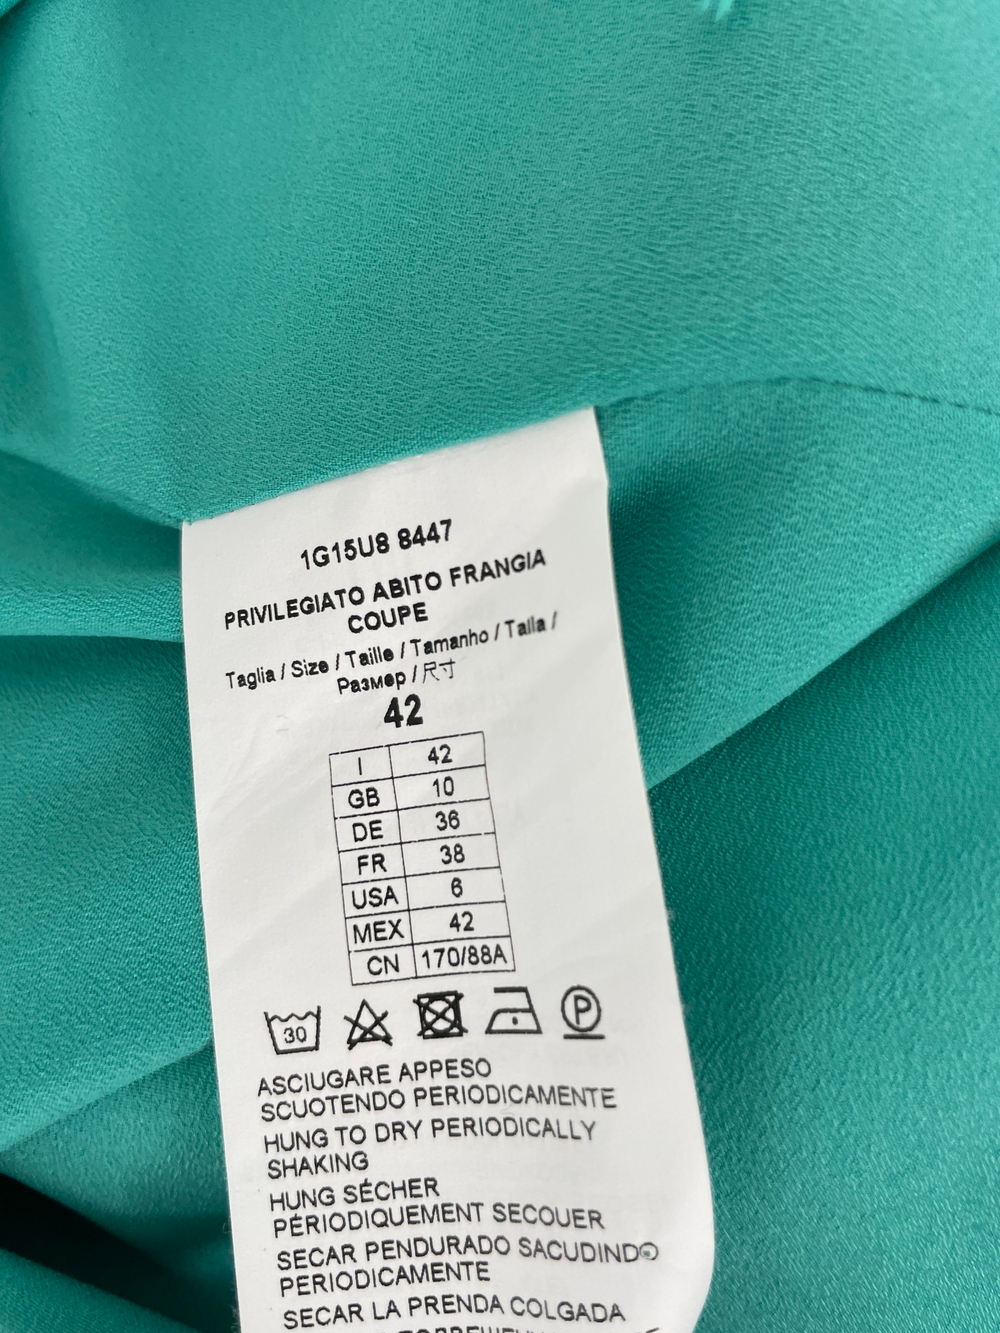 1G15U8 8447
PRIVILEGIATO ABITO FRANGIA
COUPE
Taglia / Size / Taille / Tamanho / Talla /
Размер / 尺寸
42
I 42
GB 10
DE 36
FR 38
USA 6
MEX 42
CN 170/88A
30 P
ASCIUGARE APPESO
SCUOTENDO PERIODICAMENTE
HUNG TO DRY PERIODICALLY
SHAKING
HUNG SÉCHER
PÉRIODIQUEMENT SECOUER
SECAR PENDURADO SACUDINDO
PERIODICAMENTE
SECAR LA PRENDA COLGADA